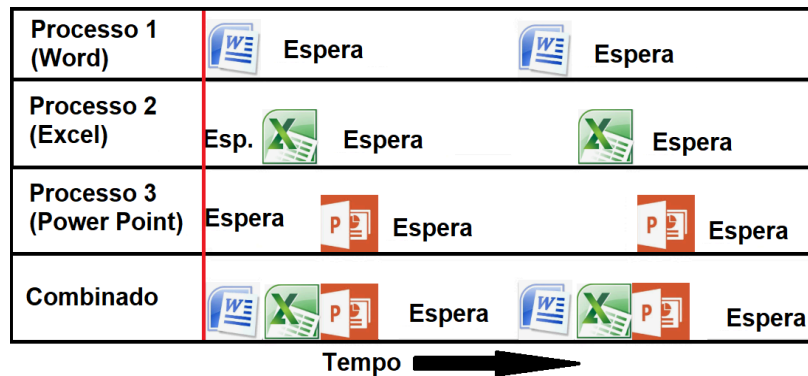 Processo 1
(Word)
Espera
Espera
Processo 2
(Excel)
Esp.
Espera
Espera
Processo 3
(Power Point)
Espera
Espera
Espera
Combinado
Espera
Espera
Tempo